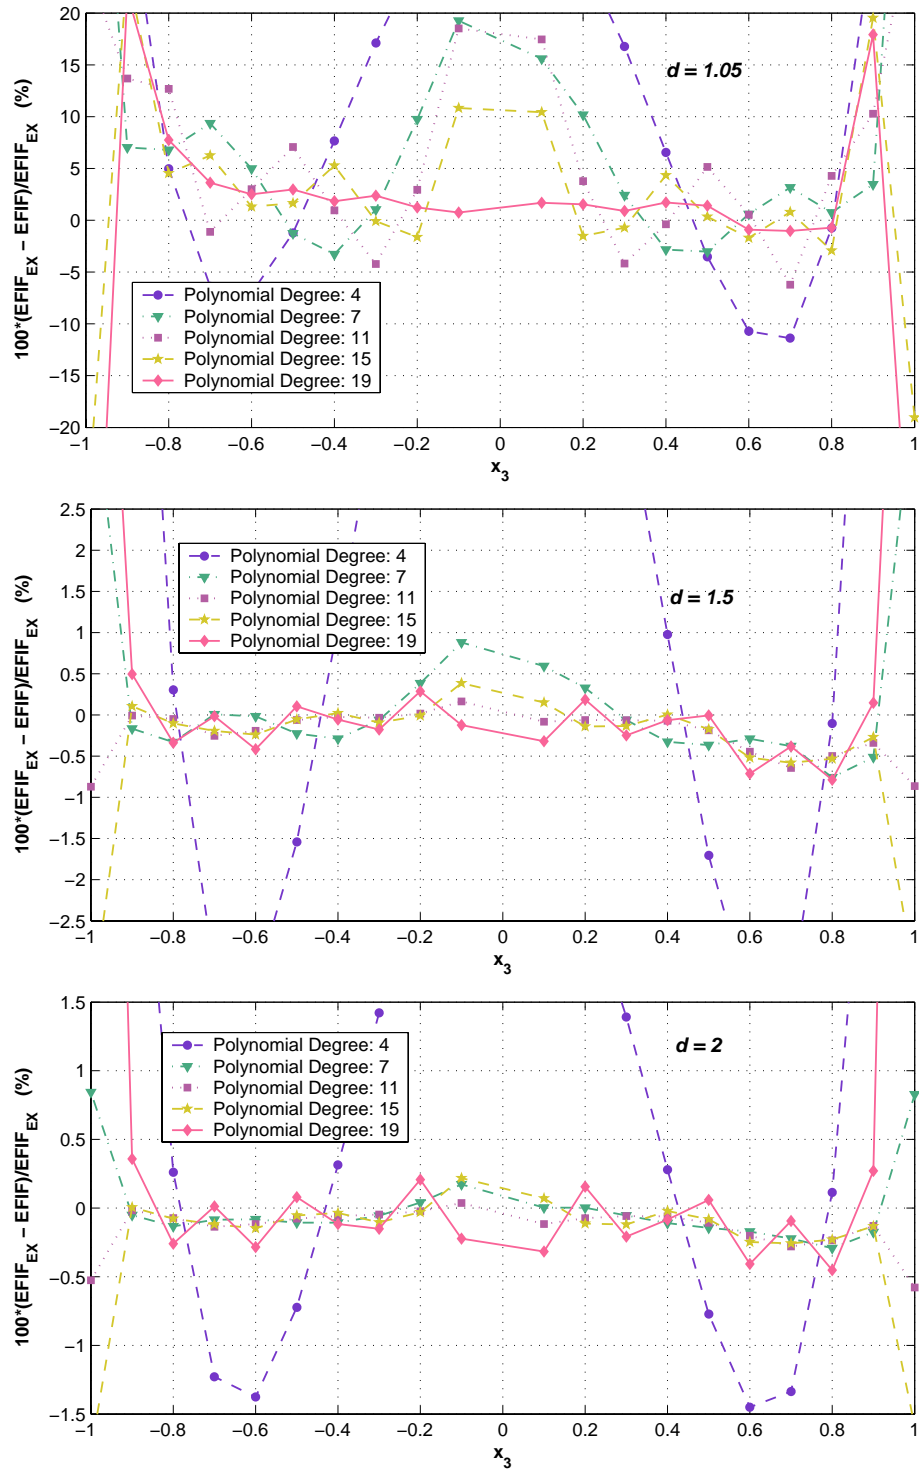 20
15
10
5
0
−5
−10
−15
−20
100*(EFIF_EX − EFIF)/EFIF_EX (%)
d = 1.05
Polynomial Degree: 4
Polynomial Degree: 7
Polynomial Degree: 11
Polynomial Degree: 15
Polynomial Degree: 19
−1 −0.8 −0.6 −0.4 −0.2 0 0.2 0.4 0.6 0.8 1
x_3
2.5
2
1.5
1
0.5
0
−0.5
−1
−1.5
−2
−2.5
100*(EFIF_EX − EFIF)/EFIF_EX (%)
Polynomial Degree: 4
Polynomial Degree: 7
Polynomial Degree: 11
Polynomial Degree: 15
Polynomial Degree: 19
d = 1.5
−1 −0.8 −0.6 −0.4 −0.2 0 0.2 0.4 0.6 0.8 1
x_3
1.5
1
0.5
0
−0.5
−1
−1.5
100*(EFIF_EX − EFIF)/EFIF_EX (%)
Polynomial Degree: 4
Polynomial Degree: 7
Polynomial Degree: 11
Polynomial Degree: 15
Polynomial Degree: 19
d = 2
−1 −0.8 −0.6 −0.4 −0.2 0 0.2 0.4 0.6 0.8 1
x_3